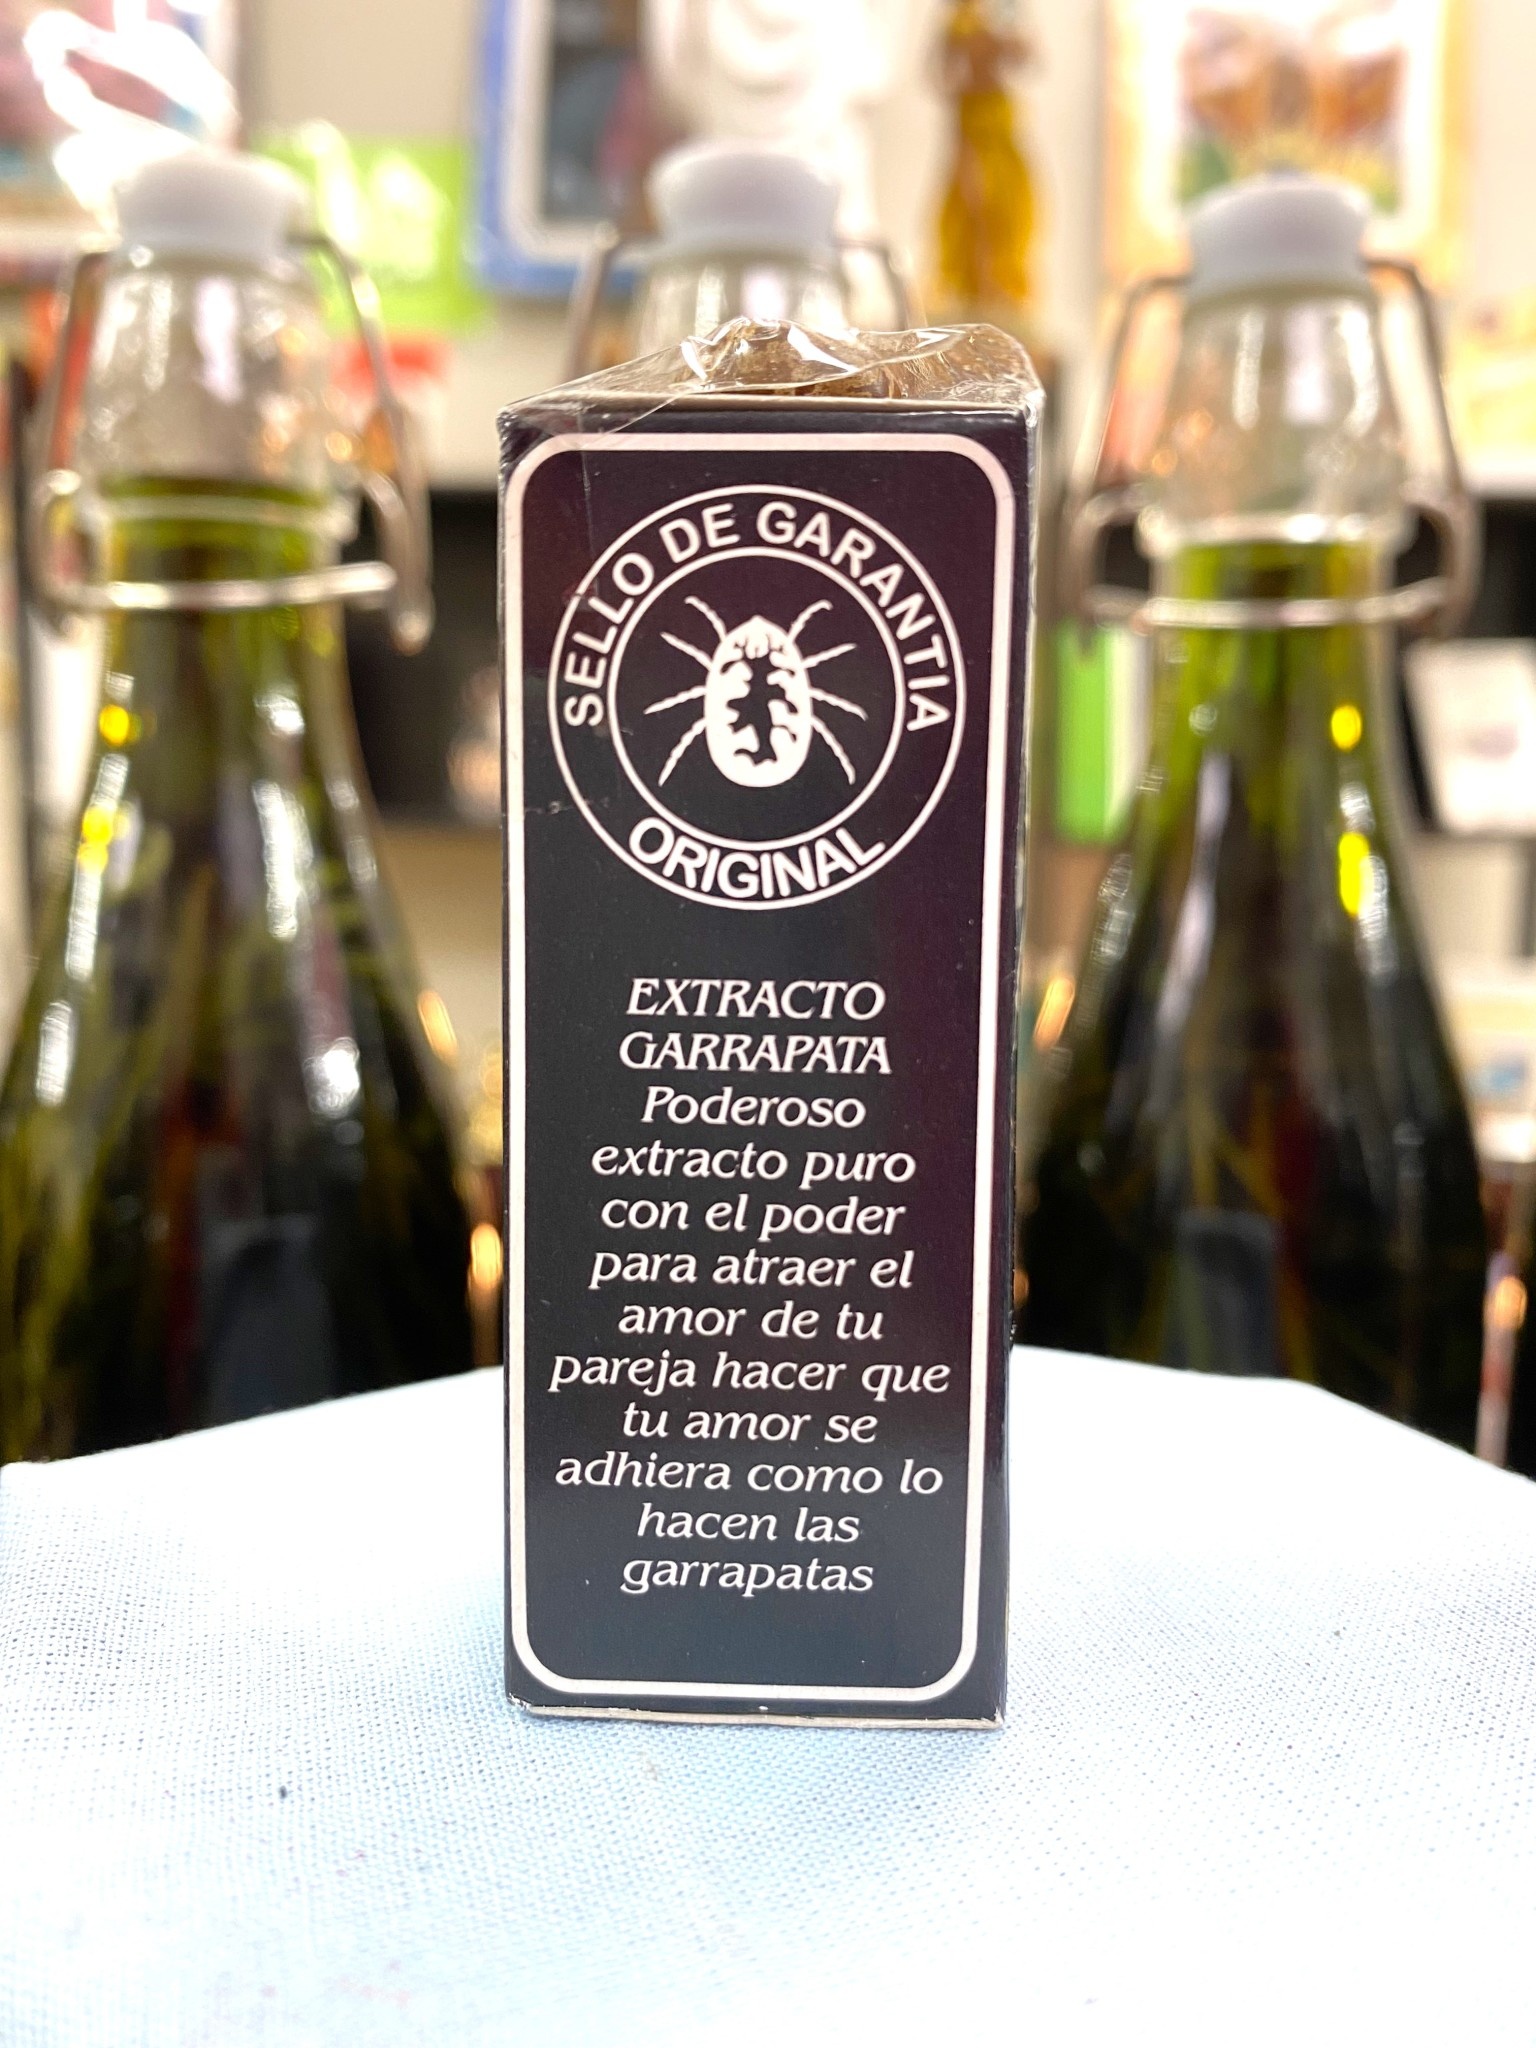 SELLO DE GARANTIA
ORIGINAL
EXTRACTO
GARRAPATA
Poderoso
extracto puro
con el poder
para atraer el
amor de tu
pareja hacer que
tu amor se
adhiera como lo
hacen las
garrapatas